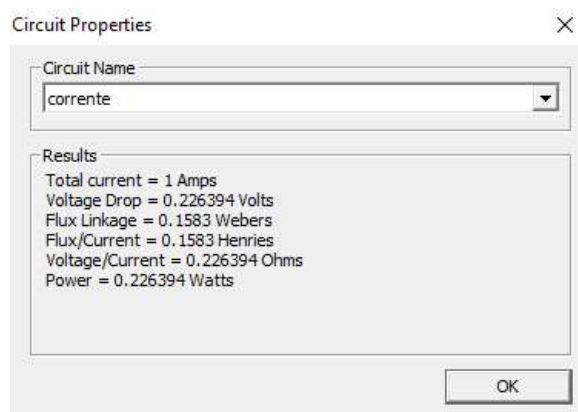 Circuit Properties
Circuit Name
corrente
Results
Total current = 1 Amps
Voltage Drop = 0.226394 Volts
Flux Linkage = 0.1583 Webers
Flux/Current = 0.1583 Henries
Voltage/Current = 0.226394 Ohms
Power = 0.226394 Watts
OK